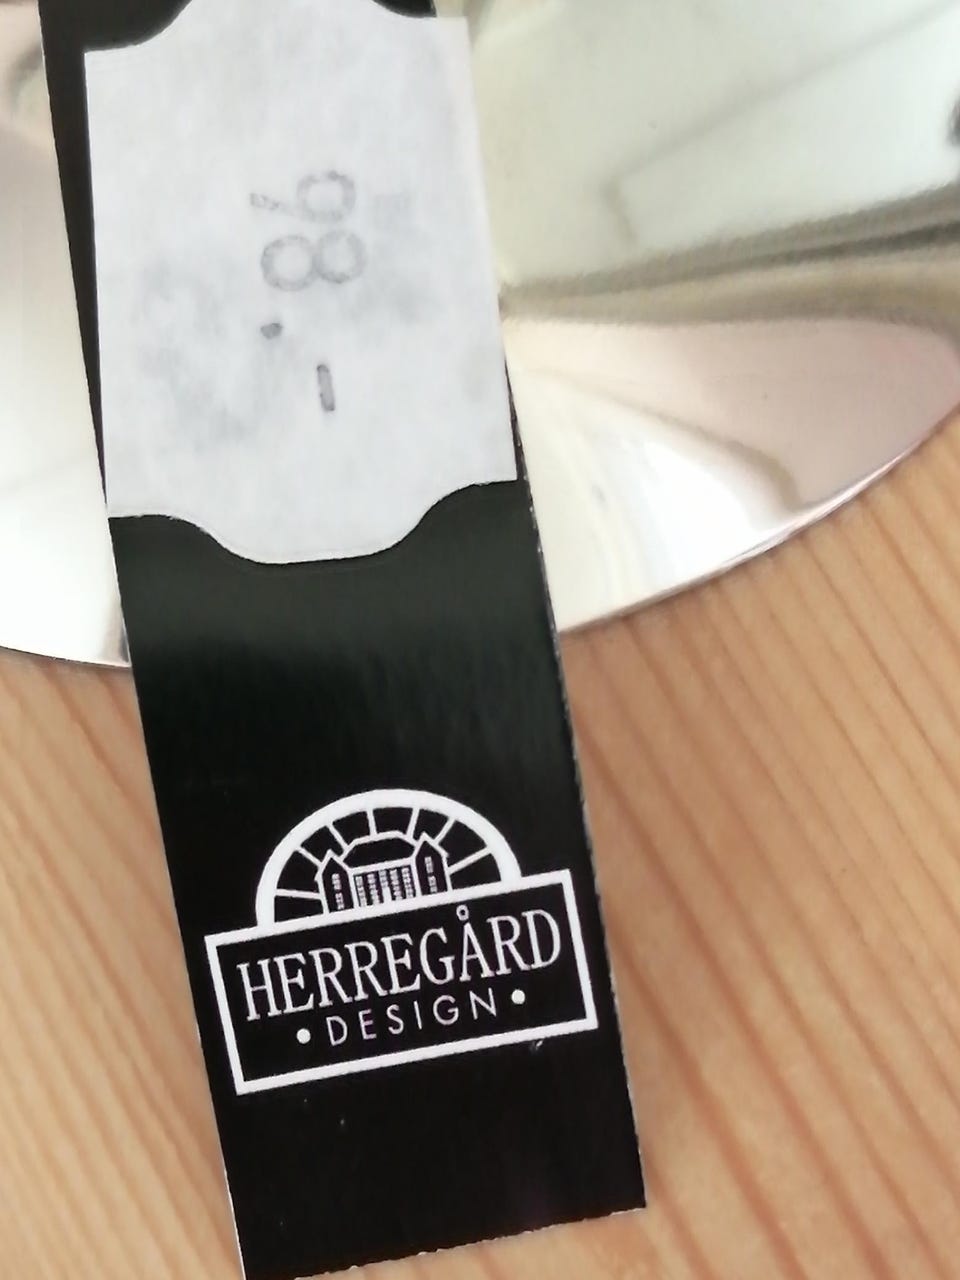 98.-
HERREGÅRD
• DESIGN •